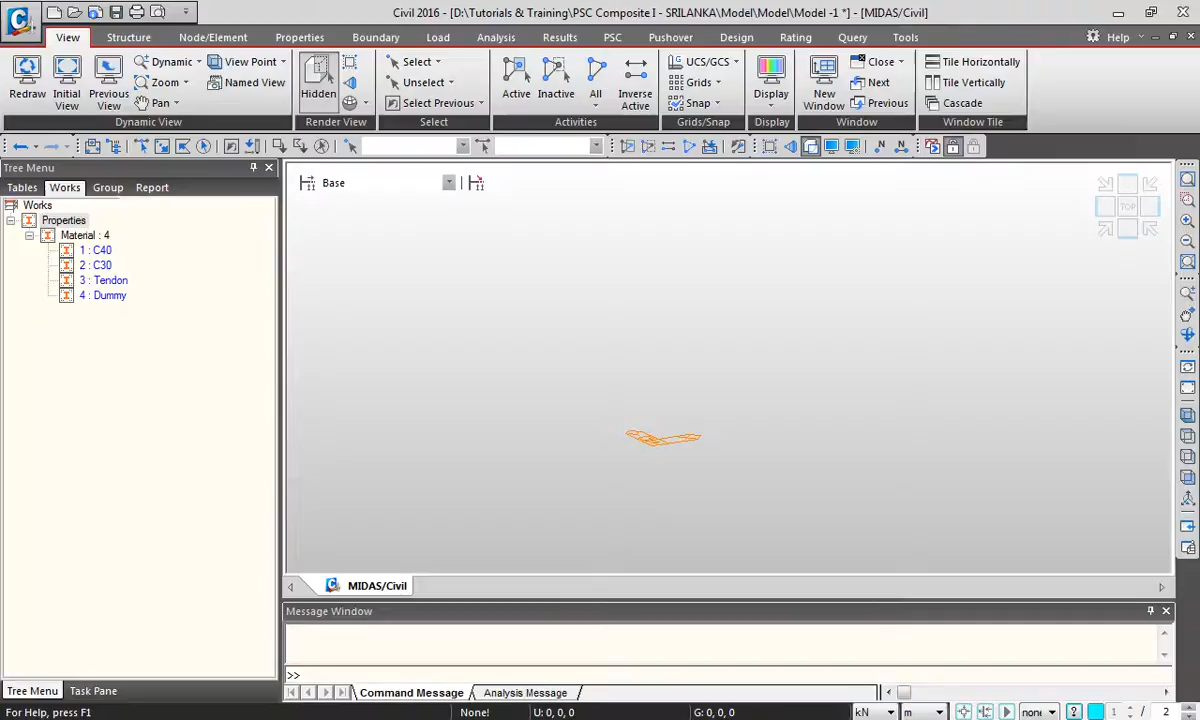 Civil 2016 - [D:\Tutorials & Training\PSC Composite I - SRILANKA\Model\Model\Model -1 *] - [MIDAS/Civil]
View Structure Node/Element Properties Boundary Load Analysis Results PSC Pushover Design Rating Query Tools Help
Redraw
Initial View
Previous View
Dynamic
Zoom
Pan
View Point
Named View
Dynamic View
Hidden
Render View
Select
Unselect
Select Previous
Select
Active
Inactive
All
Inverse Active
Activities
UCS/GCS
Grids
Snap
Grids/Snap
Display
Display
New Window
Close
Next
Previous
Window
Tile Horizontally
Tile Vertically
Cascade
Window Tile
Tree Menu
Tables Works Group Report
Works
Properties
Material : 4
1 : C40
2 : C30
3 : Tendon
4 : Dummy
Base
TOP
MIDAS/Civil
Message Window
>>
Command Message Analysis Message
Tree Menu Task Pane
For Help, press F1
None!
U: 0, 0, 0
G: 0, 0, 0
kN
m
none
1 / 2